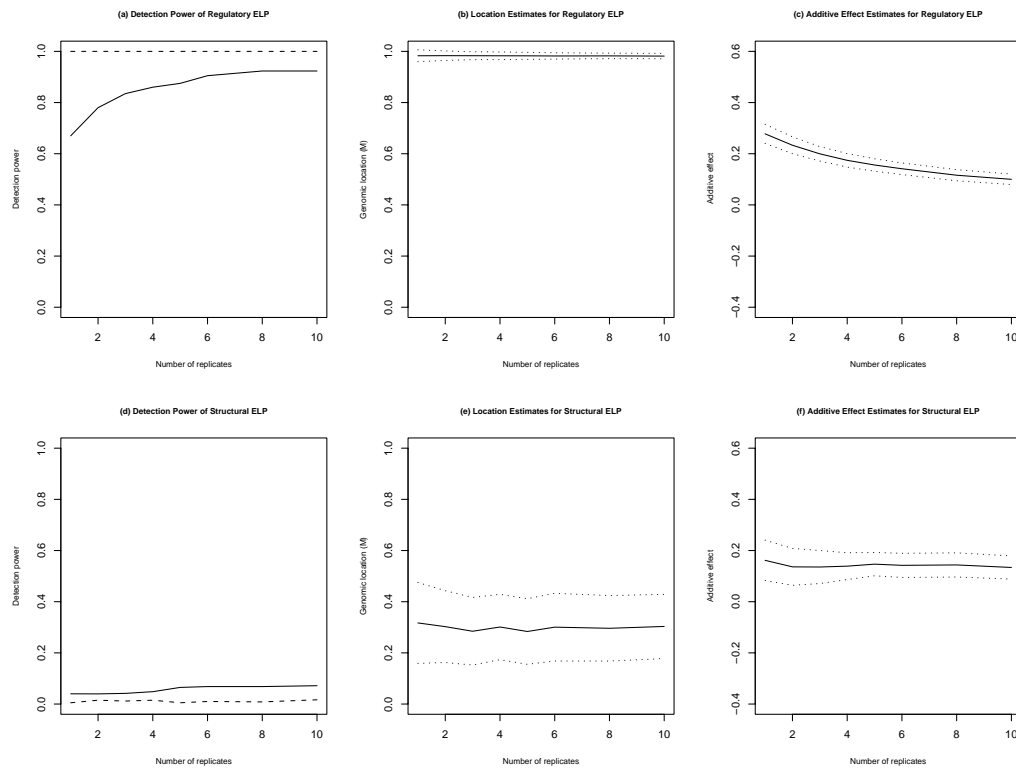 (a) Detection Power of Regulatory ELP
Detection power
0.0 0.2 0.4 0.6 0.8 1.0
2 4 6 8 10
Number of replicates
(b) Location Estimates for Regulatory ELP
Genomic location (M)
0.0 0.2 0.4 0.6 0.8 1.0
2 4 6 8 10
Number of replicates
(c) Additive Effect Estimates for Regulatory ELP
Additive effect
−0.4 −0.2 0.0 0.2 0.4 0.6
2 4 6 8 10
Number of replicates
(d) Detection Power of Structural ELP
Detection power
0.0 0.2 0.4 0.6 0.8 1.0
2 4 6 8 10
Number of replicates
(e) Location Estimates for Structural ELP
Genomic location (M)
0.0 0.2 0.4 0.6 0.8 1.0
2 4 6 8 10
Number of replicates
(f) Additive Effect Estimates for Structural ELP
Additive effect
−0.4 −0.2 0.0 0.2 0.4 0.6
2 4 6 8 10
Number of replicates